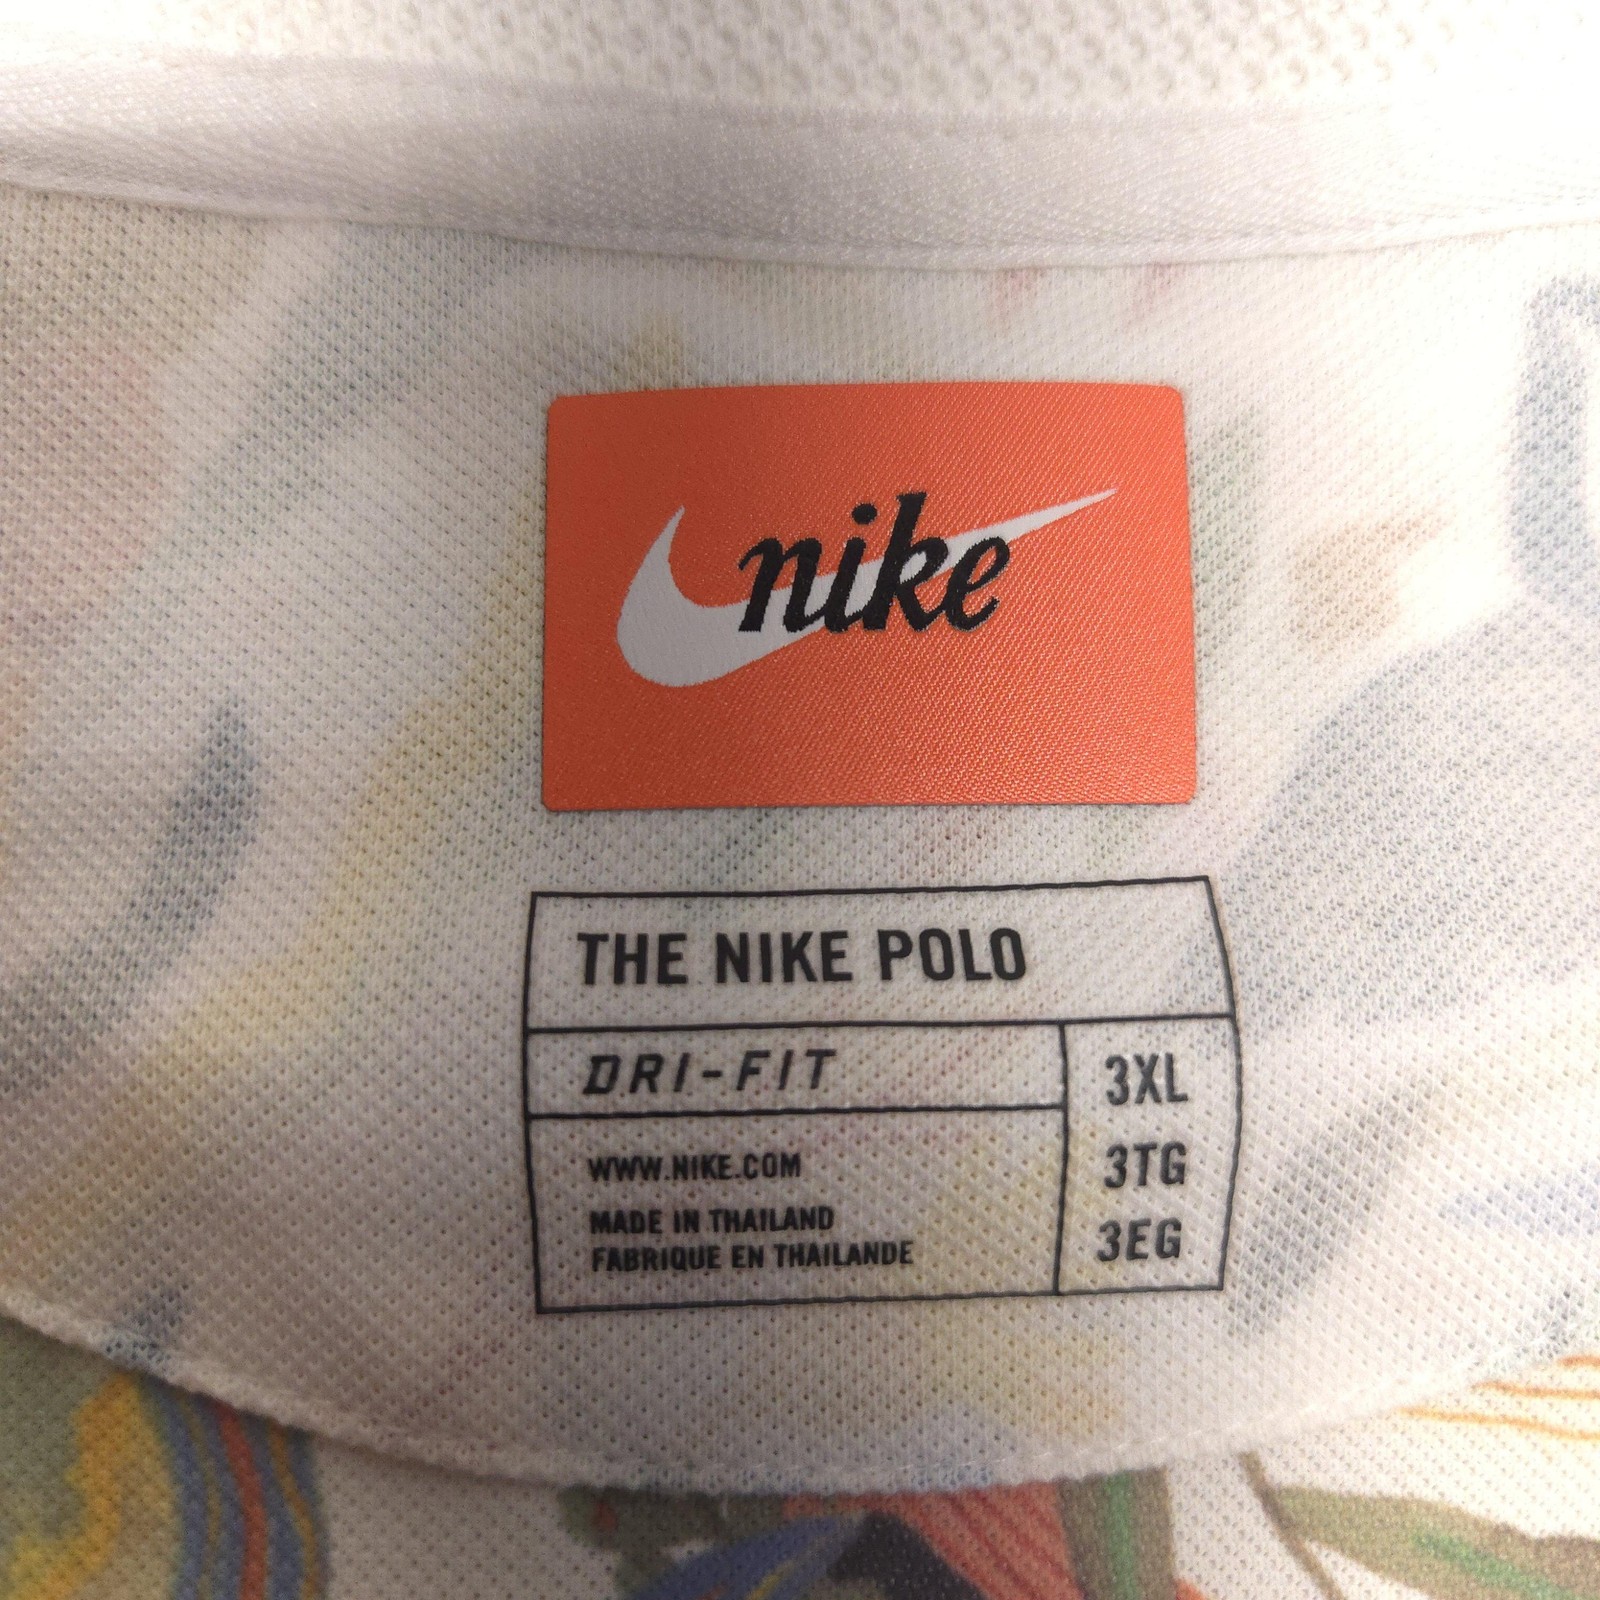 nike
THE NIKE POLO
DRI-FIT
3XL
3TG
3EG
WWW.NIKE.COM
MADE IN THAILAND
FABRIQUE EN THAILANDE